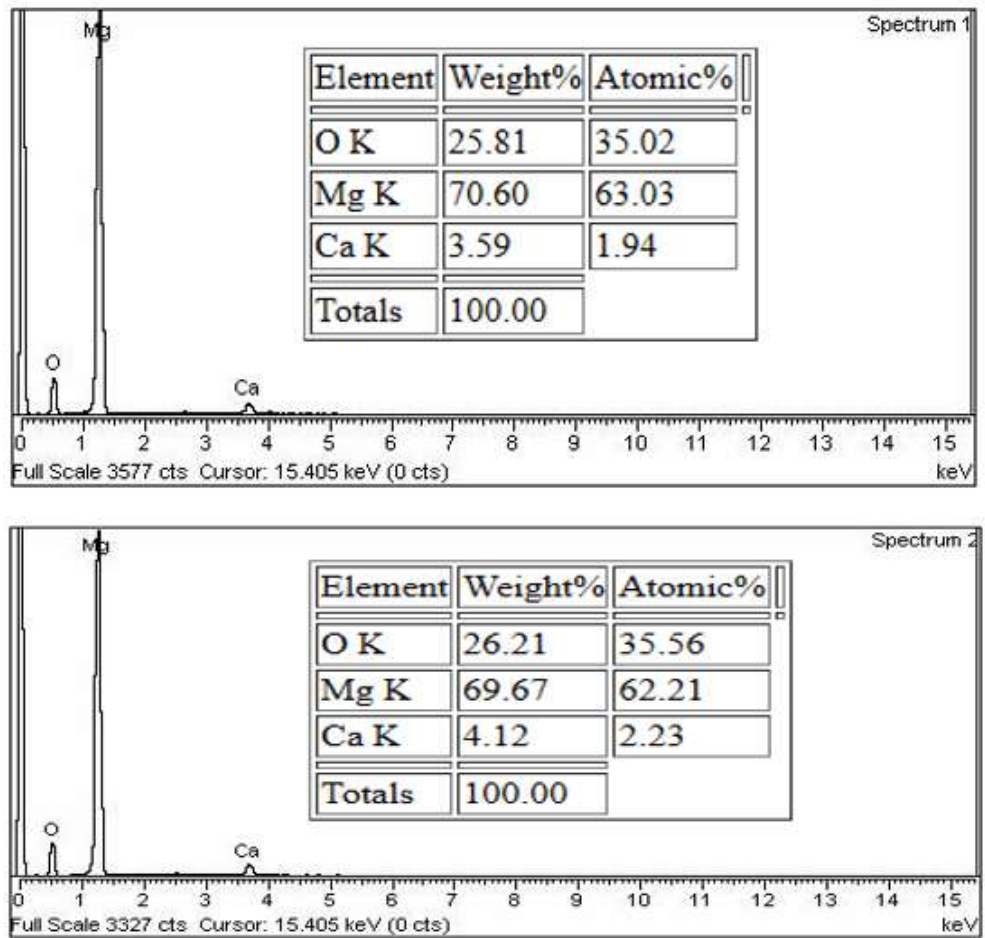 Mg
Spectrum 1
Element Weight% Atomic%
O K 25.81 35.02
Mg K 70.60 63.03
Ca K 3.59 1.94
Totals 100.00
O
Ca
0 1 2 3 4 5 6 7 8 9 10 11 12 13 14 15
Full Scale 3577 cts Cursor: 15.405 keV (0 cts) keV
Mg
Spectrum 2
Element Weight% Atomic%
O K 26.21 35.56
Mg K 69.67 62.21
Ca K 4.12 2.23
Totals 100.00
O
Ca
0 1 2 3 4 5 6 7 8 9 10 11 12 13 14 15
Full Scale 3327 cts Cursor: 15.405 keV (0 cts) keV